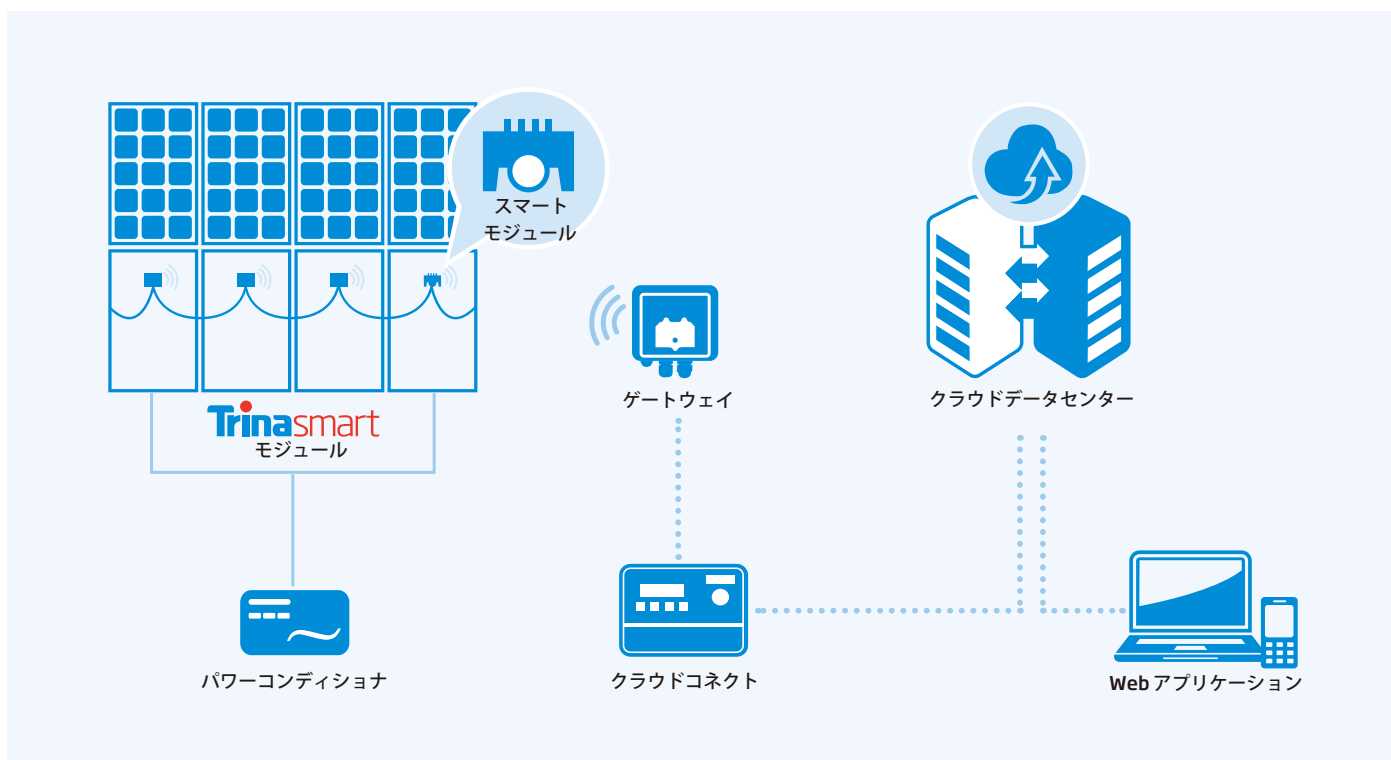 スマート
モジュール
Trinasmart
モジュール
ゲートウェイ
クラウドデータセンター
パワーコンディショナ
クラウドコネクト
Web アプリケーション